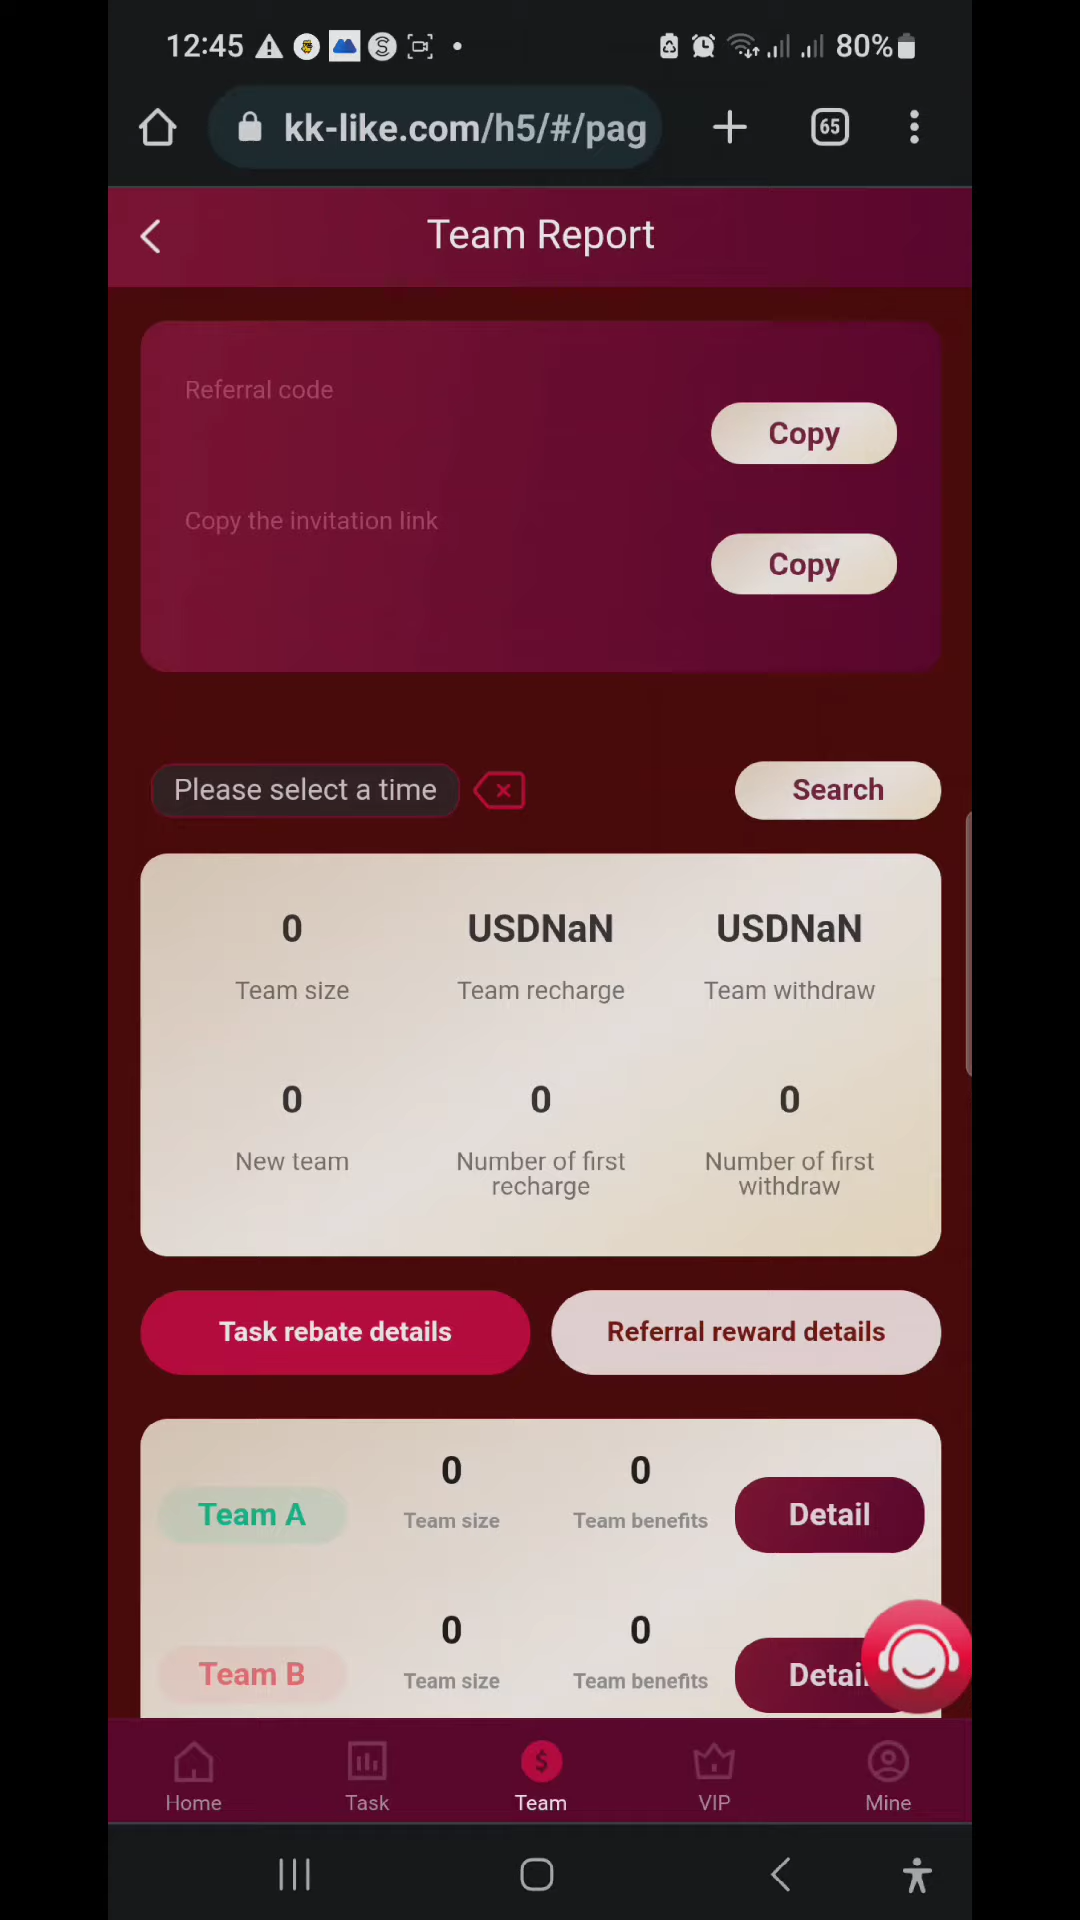 12:45
80%
kk-like.com/h5/#/pag
65
Team Report
Referral code
Copy
Copy the invitation link
Copy
Please select a time
Search
0 USDNaN USDNaN
Team size Team recharge Team withdraw
0 0 0
New team Number of first recharge Number of first withdraw
Task rebate details Referral reward details
0 0
Team A Team size Team benefits Detail
0 0
Team B Team size Team benefits Detail
Home Task Team VIP Mine